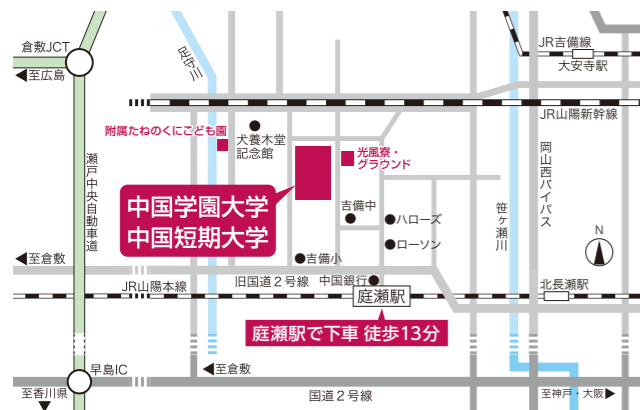 倉敷JCT
至広島
足守川
JR吉備線
大安寺駅
JR山陽新幹線
附属たねのくにこども園
犬養木堂
記念館
光風寮・
グラウンド
瀬戸中央自動車道
岡山西バイパス
中国学園大学
中国短期大学
吉備中
ハローズ
ローソン
笹ヶ瀬川
N
至倉敷
吉備小
旧国道2号線
中国銀行
JR山陽本線
庭瀬駅
北長瀬駅
庭瀬駅で下車 徒歩13分
早島IC
至倉敷
至香川県
国道2号線
至神戸・大阪